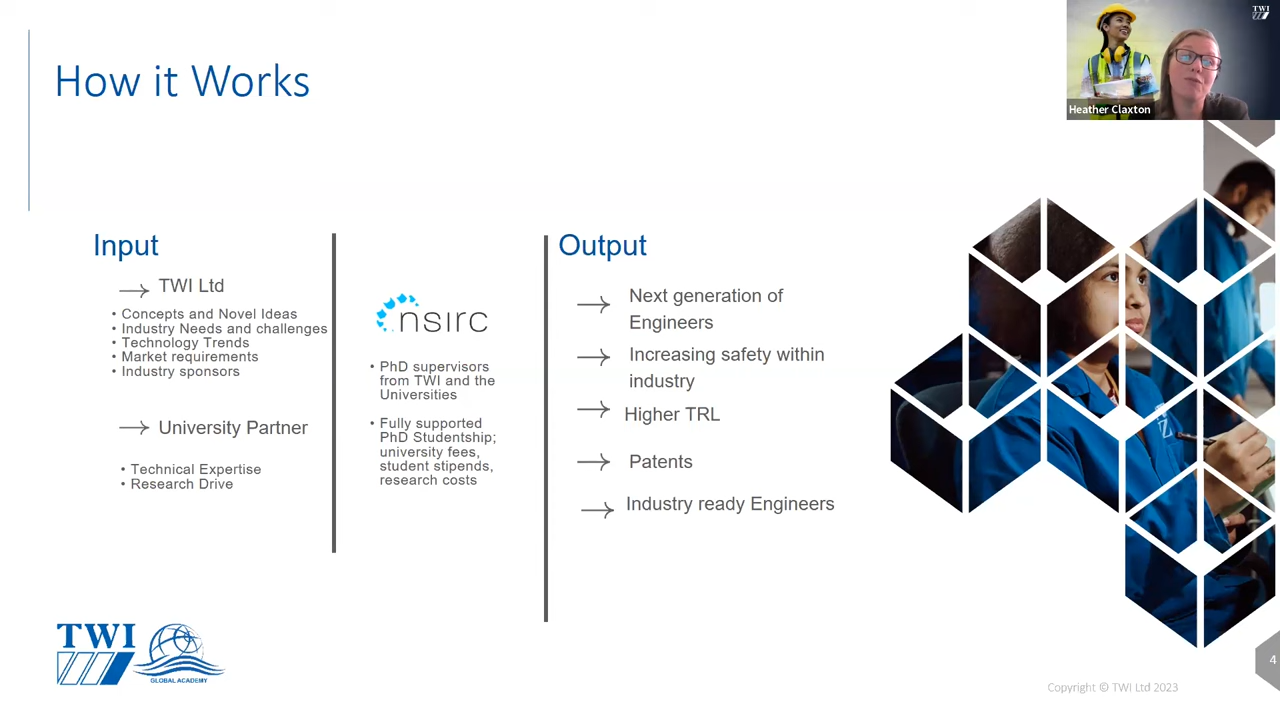 How it Works
TWI
Heather Claxton
Input
TWI Ltd
• Concepts and Novel Ideas
• Industry Needs and challenges
• Technology Trends
• Market requirements
• Industry sponsors
University Partner
• Technical Expertise
• Research Drive
nsirc
• PhD supervisors
from TWI and the
Universities
• Fully supported
PhD Studentship;
university fees,
student stipends,
research costs
Output
Next generation of
Engineers
Increasing safety within
industry
Higher TRL
Patents
Industry ready Engineers
TWI
GLOBAL ACADEMY
Copyright © TWI Ltd 2023
4